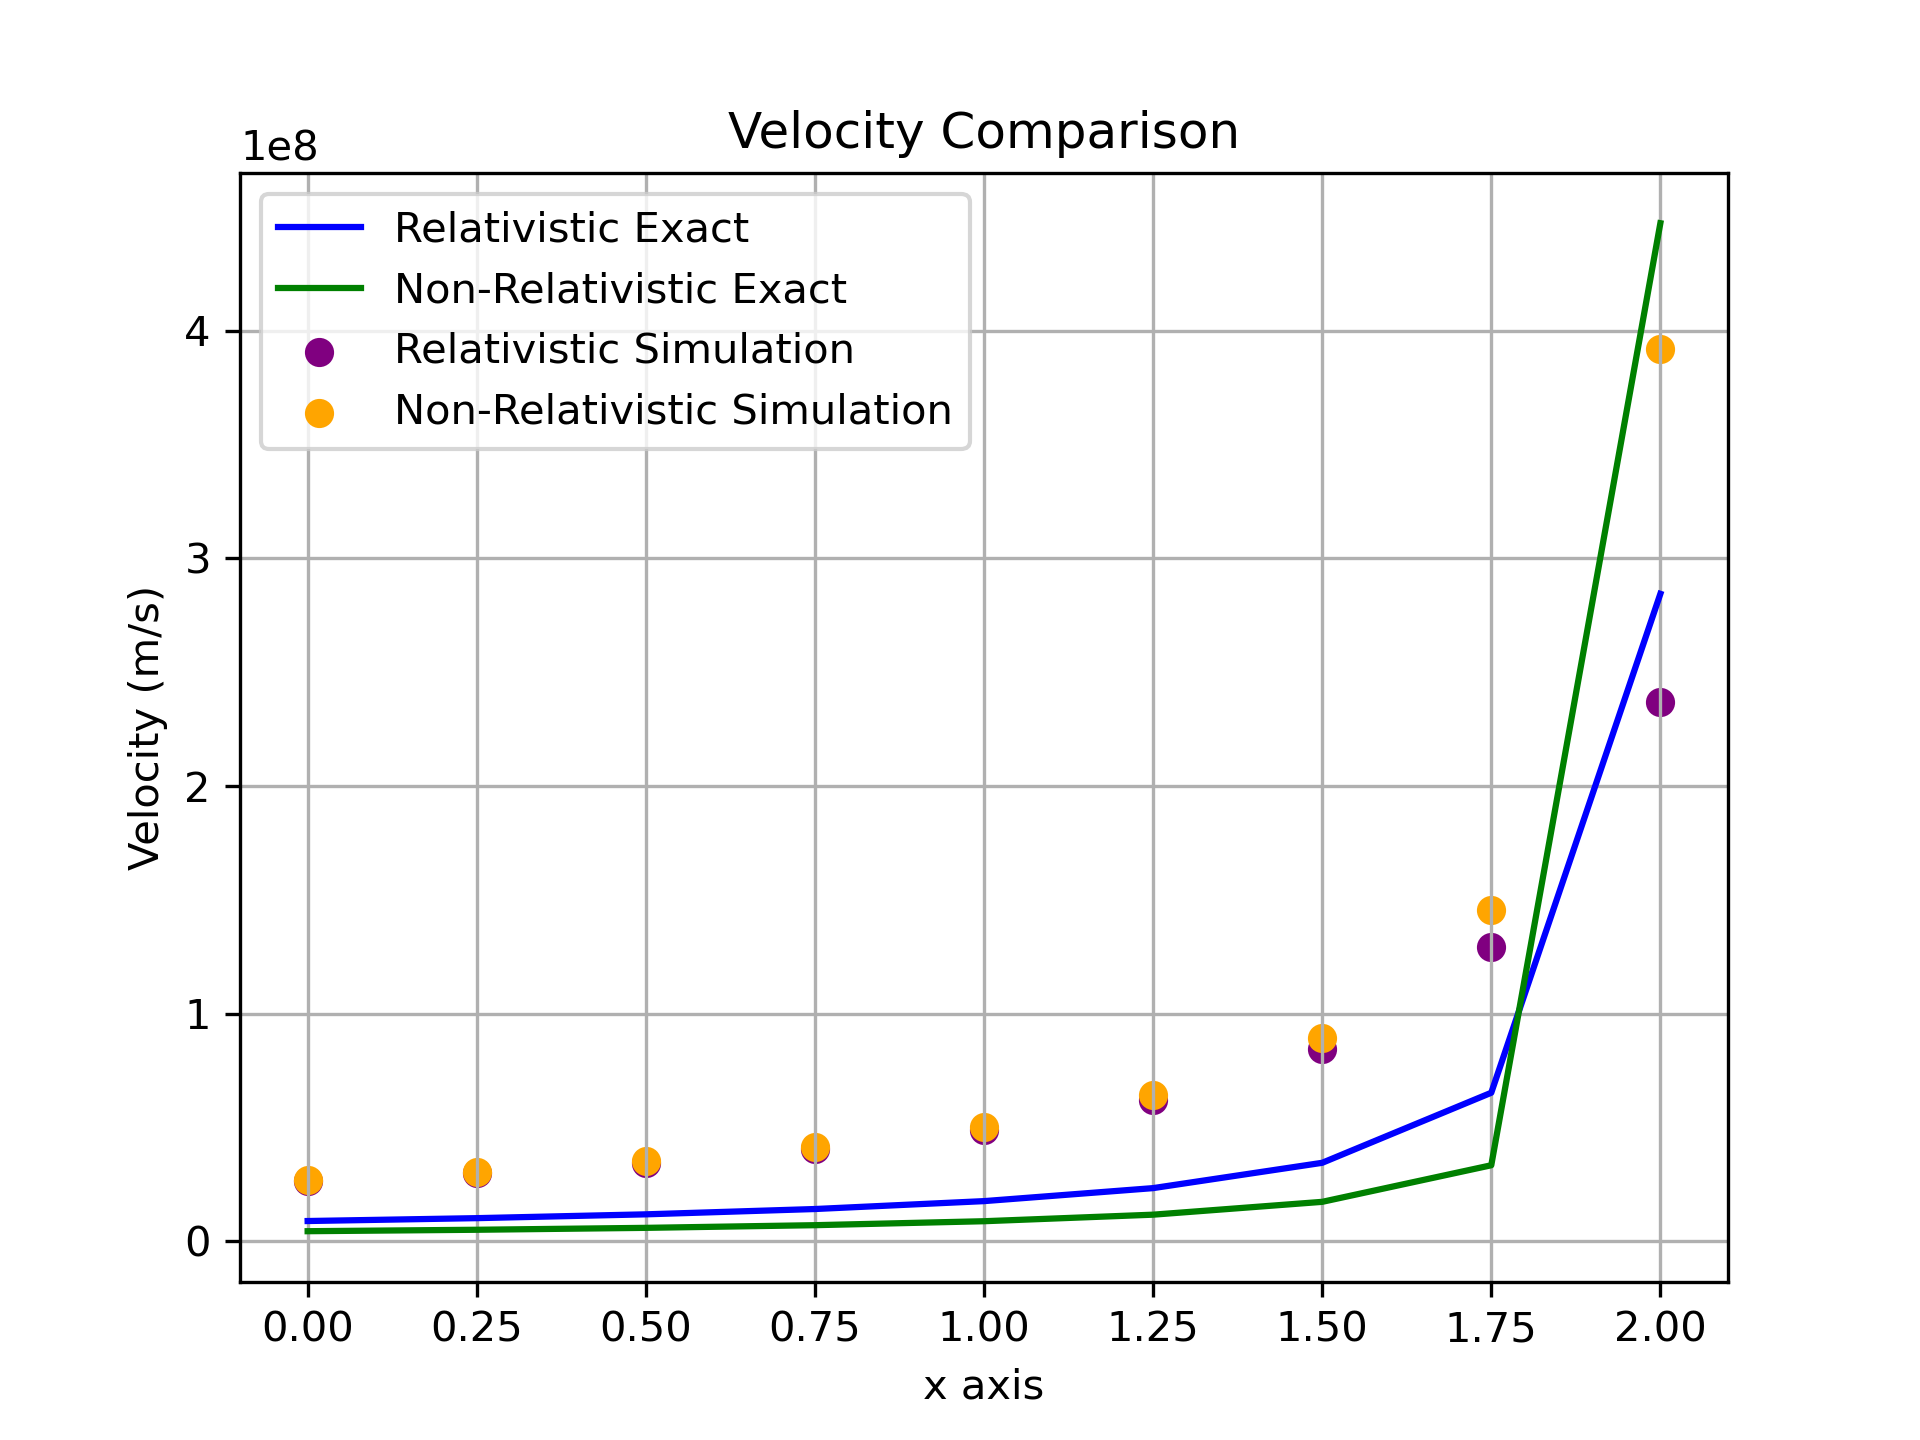 Velocity Comparison
1e8
Relativistic Exact
Non-Relativistic Exact
Relativistic Simulation
Non-Relativistic Simulation
4
3
2
1
0
Velocity (m/s)
0.00 0.25 0.50 0.75 1.00 1.25 1.50 1.75 2.00
x axis